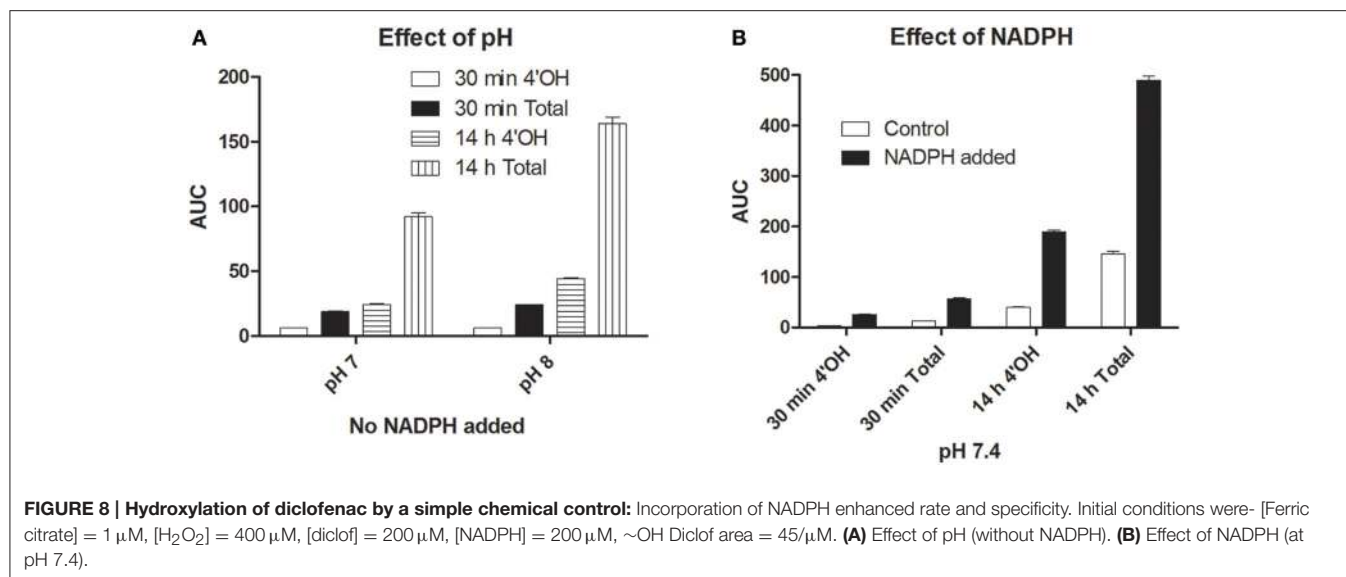 A
Effect of pH
AUC
200
150
100
50
0
30 min 4'OH
30 min Total
14 h 4'OH
14 h Total
pH 7
pH 8
No NADPH added
B
Effect of NADPH
AUC
500
400
300
200
100
0
Control
NADPH added
30 min 4'OH
30 min Total
14 h 4'OH
14 h Total
pH 7.4
FIGURE 8 | Hydroxylation of diclofenac by a simple chemical control: Incorporation of NADPH enhanced rate and specificity. Initial conditions were- [Ferric
citrate] = 1 μM, [H₂O₂] = 400 μM, [diclof] = 200 μM, [NADPH] = 200 μM, ~OH Diclof area = 45/μM. (A) Effect of pH (without NADPH). (B) Effect of NADPH (at
pH 7.4).